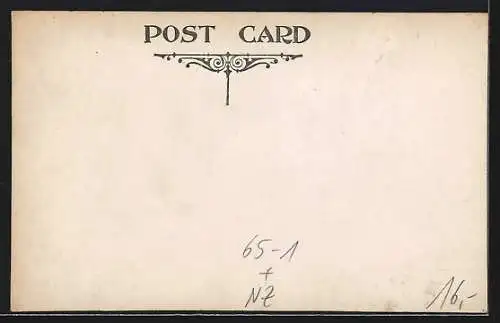 POST CARD
65-1
+
NZ
16,-